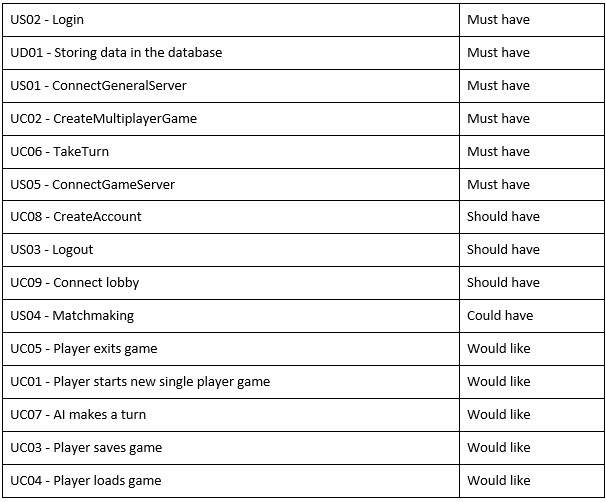 US02 - Login Must have
UD01 - Storing data in the database Must have
US01 - ConnectGeneralServer Must have
UC02 - CreateMultiplayerGame Must have
UC06 - TakeTurn Must have
US05 - ConnectGameServer Must have
UC08 - CreateAccount Should have
US03 - Logout Should have
UC09 - Connect lobby Should have
US04 - Matchmaking Could have
UC05 - Player exits game Would like
UC01 - Player starts new single player game Would like
UC07 - AI makes a turn Would like
UC03 - Player saves game Would like
UC04 - Player loads game Would like